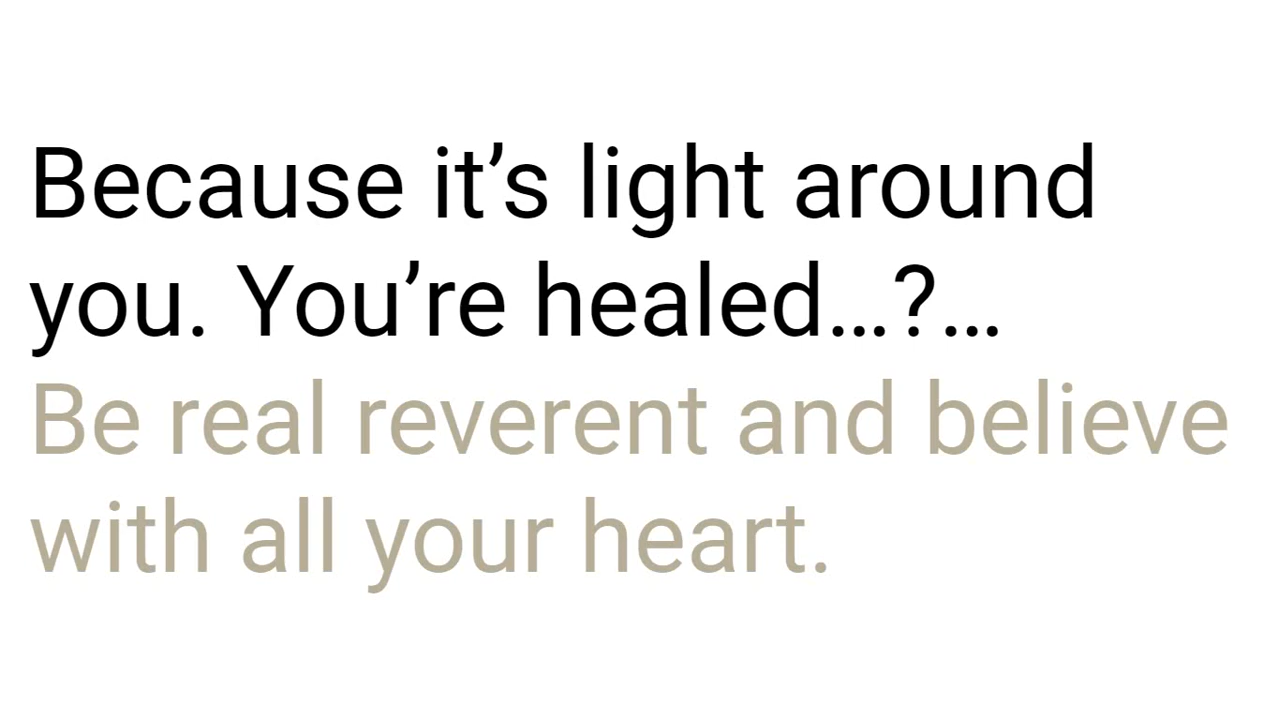 Because it’s light around
you. You’re healed…?…
Be real reverent and believe
with all your heart.